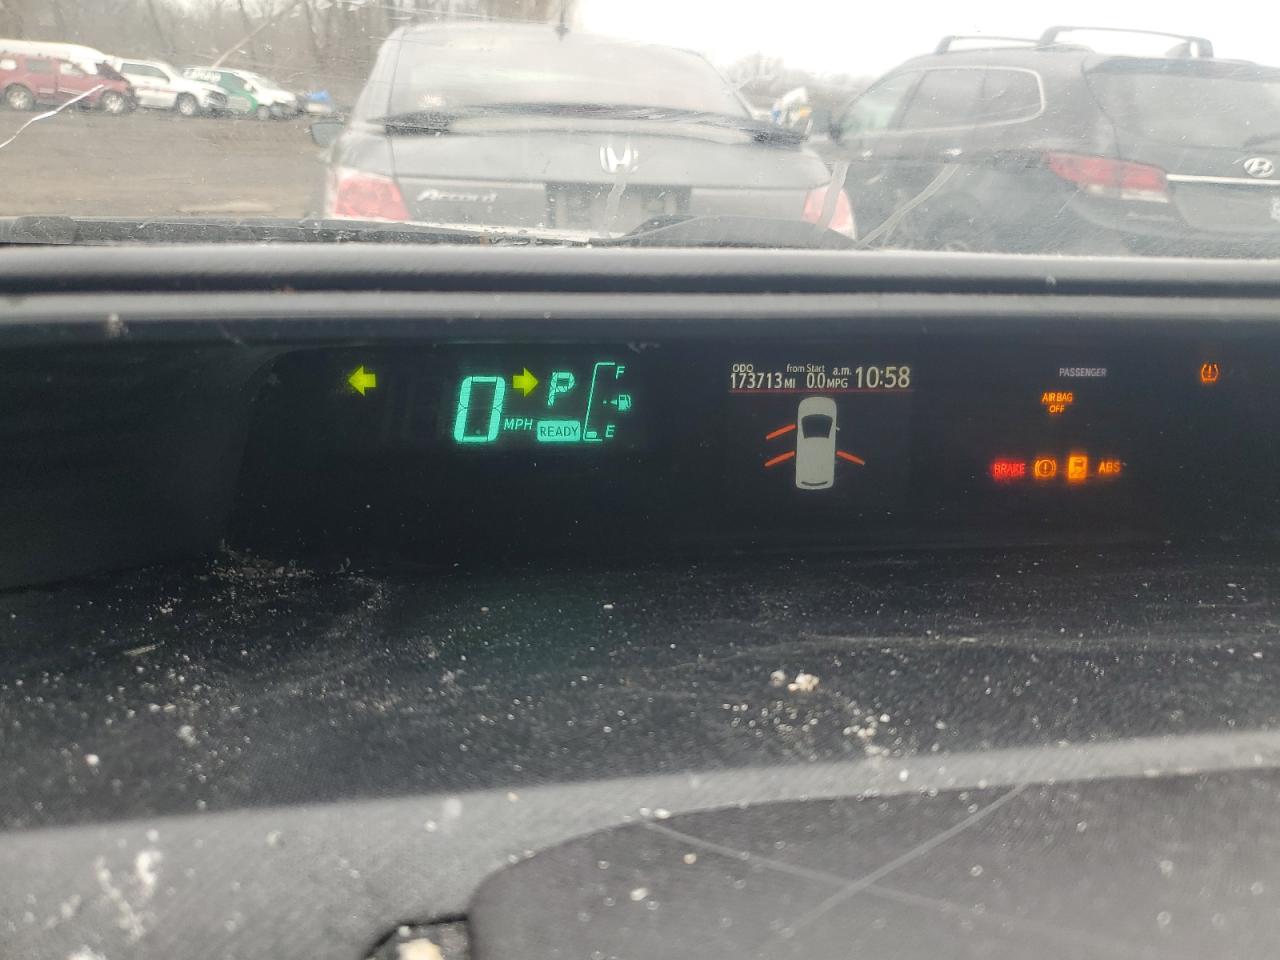 Accord
0 MPH
P
READY
F
E
ODO
173713 MI
from Start
0.0 MPG
a.m.
10:58
PASSENGER
AIR BAG
OFF
BRAKE
ABS